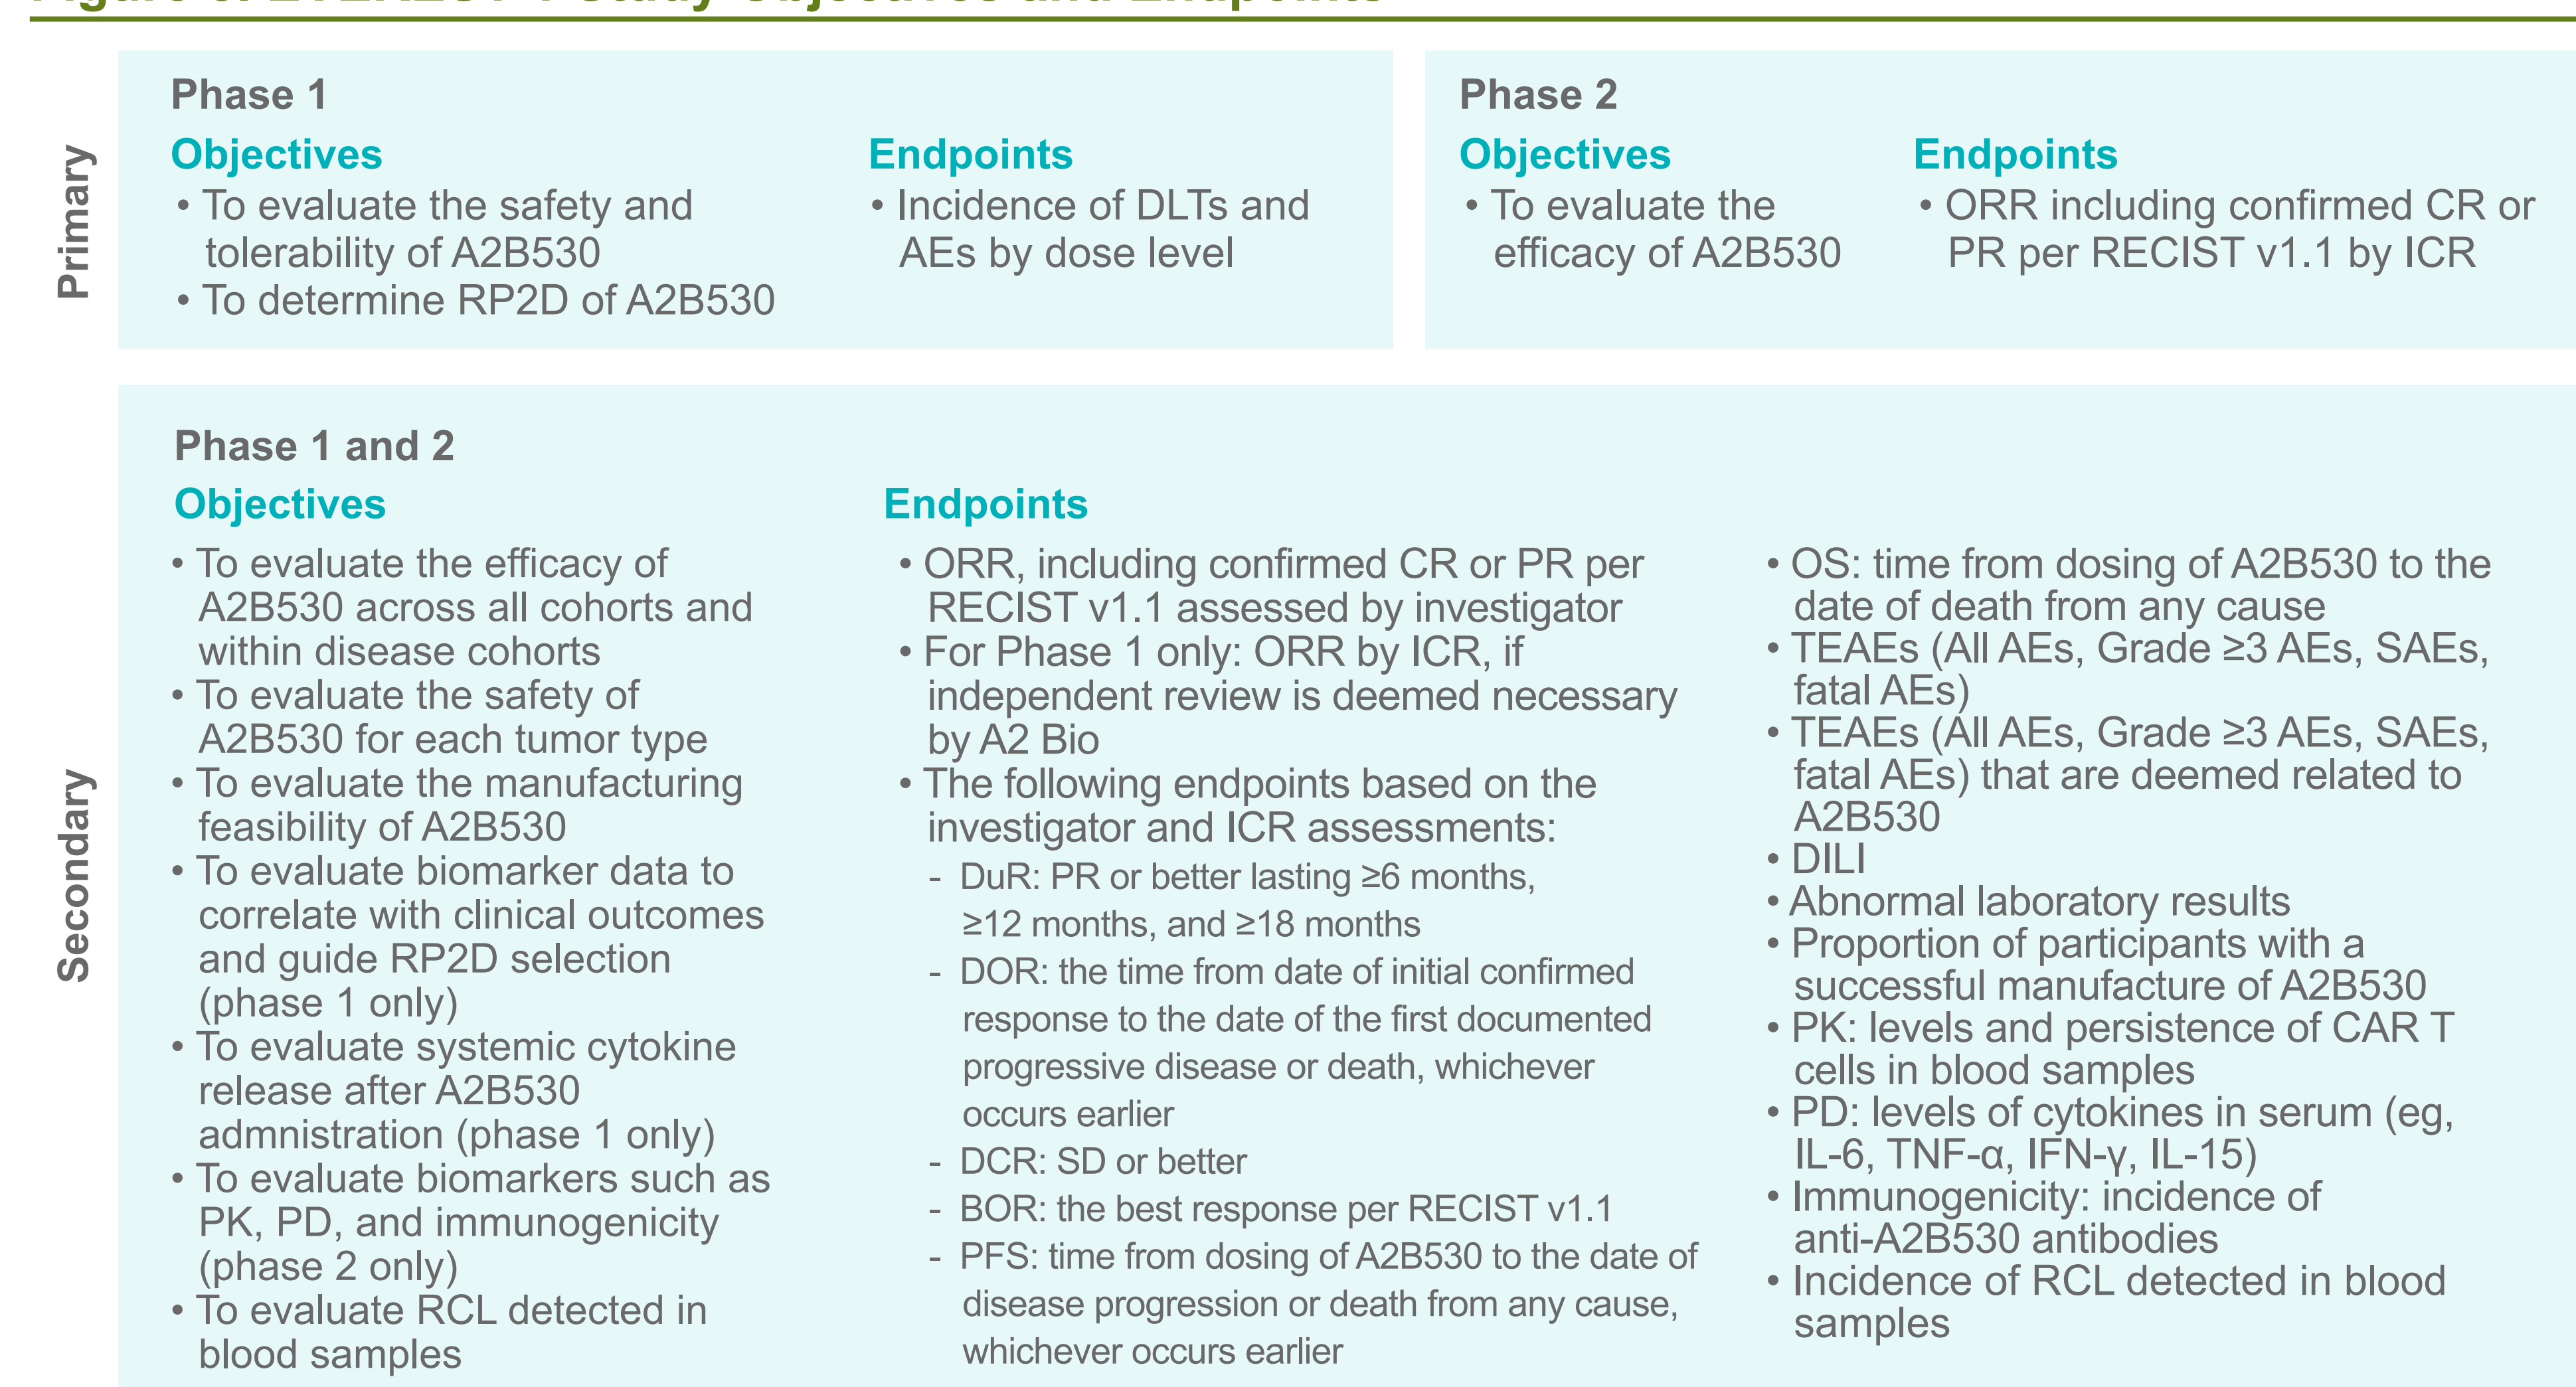 Figure EVEREST-1 Study Objectives and Endpoints
Primary
Phase 1
Objectives
• To evaluate the safety and
tolerability of A2B530
• To determine RP2D of A2B530
Endpoints
• Incidence of DLTs and
AEs by dose level
Phase 2
Objectives
• To evaluate the
efficacy of A2B530
Endpoints
• ORR including confirmed CR or
PR per RECIST v1.1 by ICR
Secondary
Phase 1 and 2
Objectives
• To evaluate the efficacy of
A2B530 across all cohorts and
within disease cohorts
• To evaluate the safety of
A2B530 for each tumor type
• To evaluate the manufacturing
feasibility of A2B530
• To evaluate biomarker data to
correlate with clinical outcomes
and guide RP2D selection
(phase 1 only)
• To evaluate systemic cytokine
release after A2B530
admnistration (phase 1 only)
• To evaluate biomarkers such as
PK, PD, and immunogenicity
(phase 2 only)
• To evaluate RCL detected in
blood samples
Endpoints
• ORR, including confirmed CR or PR per
RECIST v1.1 assessed by investigator
• For Phase 1 only: ORR by ICR, if
independent review is deemed necessary
by A2 Bio
• The following endpoints based on the
investigator and ICR assessments:
- DuR: PR or better lasting ≥6 months,
≥12 months, and ≥18 months
- DOR: the time from date of initial confirmed
response to the date of the first documented
progressive disease or death, whichever
occurs earlier
- DCR: SD or better
- BOR: the best response per RECIST v1.1
- PFS: time from dosing of A2B530 to the date of
disease progression or death from any cause,
whichever occurs earlier
• OS: time from dosing of A2B530 to the
date of death from any cause
• TEAEs (All AEs, Grade ≥3 AEs, SAEs,
fatal AEs)
• TEAEs (All AEs, Grade ≥3 AEs, SAEs,
fatal AEs) that are deemed related to
A2B530
• DILI
• Abnormal laboratory results
• Proportion of participants with a
successful manufacture of A2B530
• PK: levels and persistence of CAR T
cells in blood samples
• PD: levels of cytokines in serum (eg,
IL-6, TNF-α, IFN-γ, IL-15)
• Immunogenicity: incidence of
anti-A2B530 antibodies
• Incidence of RCL detected in blood
samples